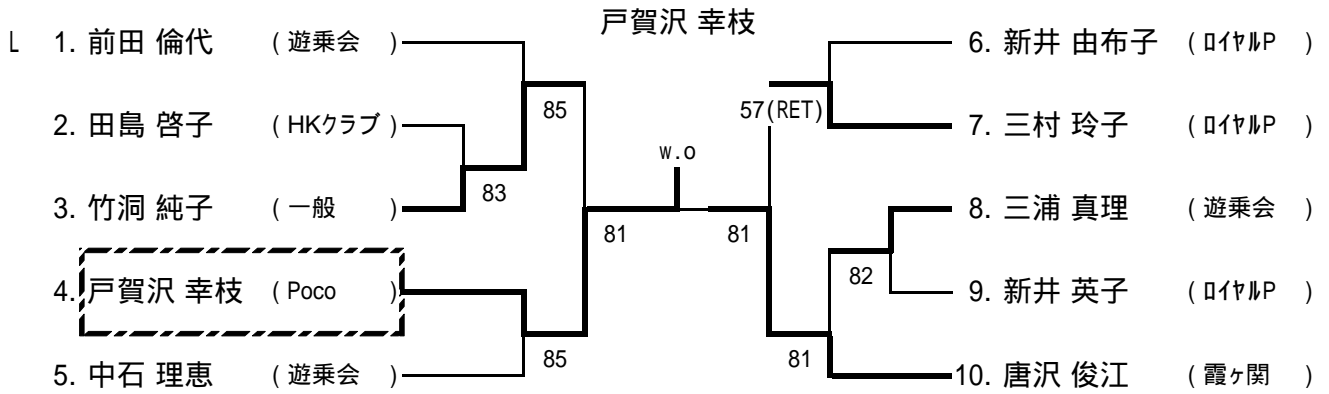 戸賀沢 幸枝
L 1. 前田 倫代 ( 遊乗会 )
6. 新井 由布子 ( ﾛｲﾔﾙP )
85
57(RET)
2. 田島 啓子 ( HKクラブ )
7. 三村 玲子 ( ﾛｲﾔﾙP )
w.o
83
3. 竹洞 純子 ( 一般 )
8. 三浦 真理 ( 遊乗会 )
81
81
82
4. 戸賀沢 幸枝 ( Poco )
9. 新井 英子 ( ﾛｲﾔﾙP )
85
81
5. 中石 理恵 ( 遊乗会 )
10. 唐沢 俊江 ( 霞ヶ関 )